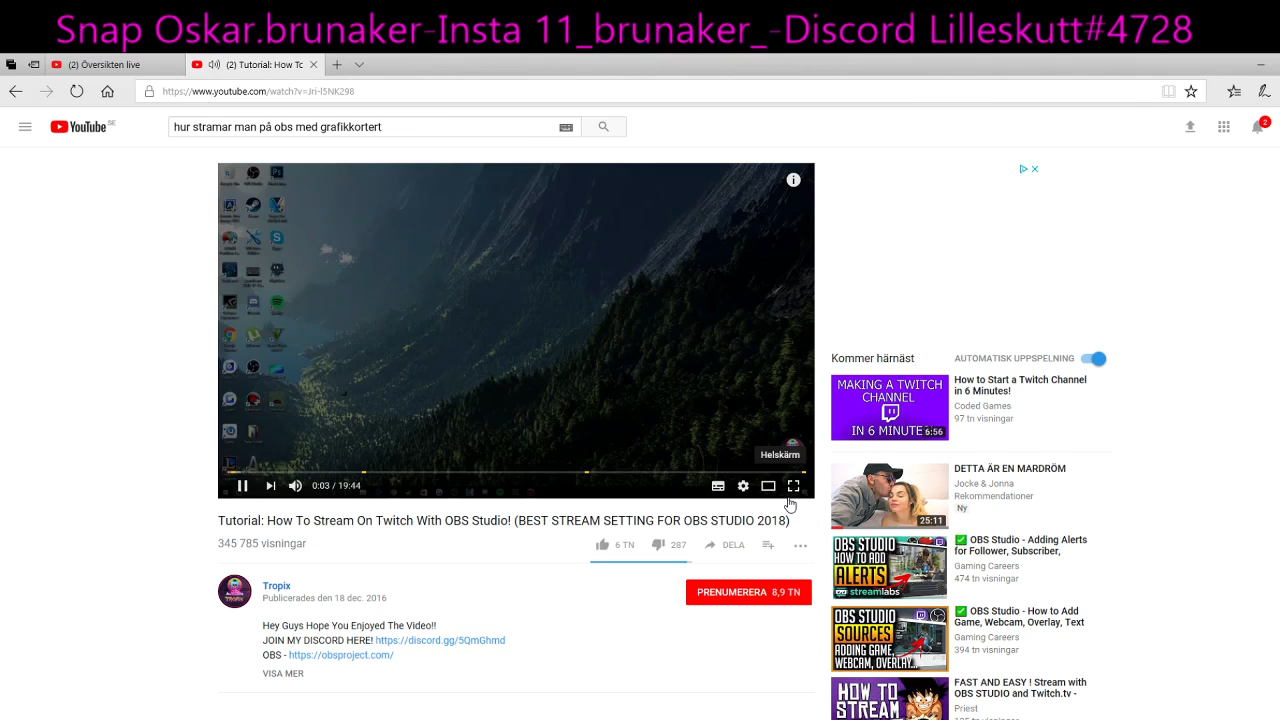 Snap Oskar.brunaker-Insta 11_brunaker_-Discord Lilleskutt#4728
(2) Översikten live
(2) Tutorial: How To
https://www.youtube.com/watch?v=Jri-l5NK298
YouTube SE
hur stramar man på obs med grafikkortert
2
Helskärm
0:03 / 19:44
Tutorial: How To Stream On Twitch With OBS Studio! (BEST STREAM SETTING FOR OBS STUDIO 2018)
345 785 visningar
6 TN
287
DELA
Tropix
Publicerades den 18 dec. 2016
PRENUMERERA 8,9 TN
Hey Guys Hope You Enjoyed The Video!!
JOIN MY DISCORD HERE! https://discord.gg/5QmGhmd
OBS - https://obsproject.com/
VISA MER
Kommer härnäst
AUTOMATISK UPPSPELNING
MAKING A TWITCH
CHANNEL
IN 6 MINUTES
6:56
How to Start a Twitch Channel
in 6 Minutes!
Coded Games
97 tn visningar
25:11
DETTA ÄR EN MARDRÖM
Jocke & Jonna
Rekommendationer
Ny
OBS STUDIO
HOW TO ADD
ALERTS
streamlabs
✅ OBS Studio - Adding Alerts
for Follower, Subscriber,
Gaming Careers
474 tn visningar
OBS STUDIO
SOURCES
ADDING GAME,
WEBCAM, OVERLAY...
✅ OBS Studio - How to Add
Game, Webcam, Overlay, Text
Gaming Careers
394 tn visningar
HOW TO
STREAM
FAST AND EASY ! Stream with
OBS STUDIO and Twitch.tv -
Priest